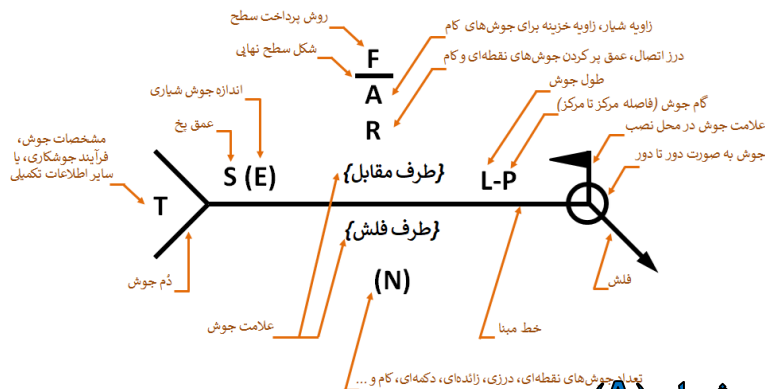 روش پرداخت سطح
شکل سطح نهایی
F
A
R
زاویه شیار، زاویه خزینه برای جوش‌های کام
درز اتصال، عمق پر کردن جوش‌های نقطه‌ای و کام
طول جوش
گام جوش (فاصله مرکز تا مرکز)
علامت جوش در محل نصب
جوش به صورت دور تا دور
اندازه جوش شیاری
عمق پخ
مشخصات جوش،
فرآیند جوشکاری، یا
سایر اطلاعات تکمیلی
T
S (E)
{طرف مقابل}
L-P
{طرف فلش}
(N)
دُم جوش
علامت جوش
خط مبنا
فلش
تعداد جوش‌های نقطه‌ای، درزی، زائده‌ای، دکمه‌ای، کام و ...